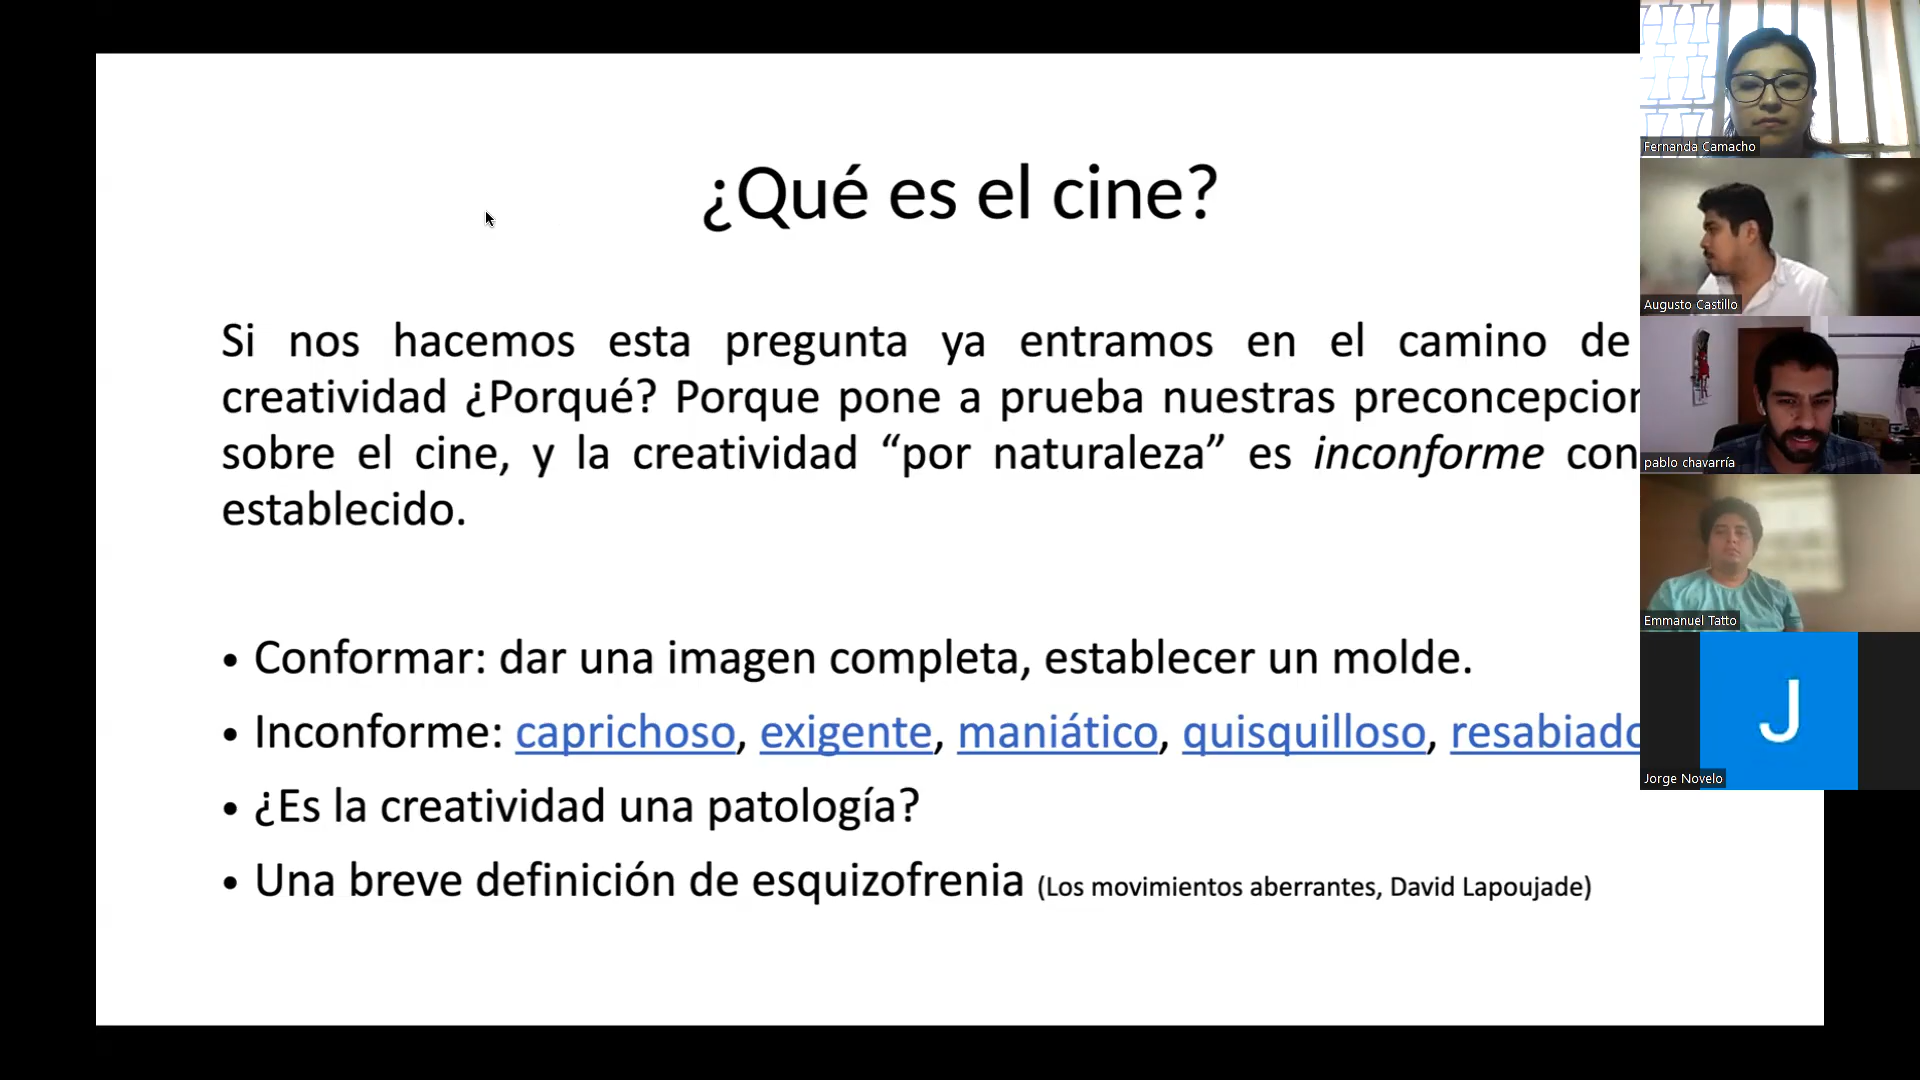 ¿Qué es el cine?
Si nos hacemos esta pregunta ya entramos en el camino de
creatividad ¿Porqué? Porque pone a prueba nuestras
sobre el cine, y la creatividad “por naturaleza” es inconforme con
establecido.
• Conformar: dar una imagen completa, establecer un molde.
• Inconforme: caprichoso, exigente, maniático, quisquilloso,
• ¿Es la creatividad una patología?
• Una breve definición de esquizofrenia (Los movimientos aberrantes, David Lapoujade)
Fernanda Camacho
Augusto Castillo
pablo chavarría
Emmanuel Tatto
J
Jorge Novelo